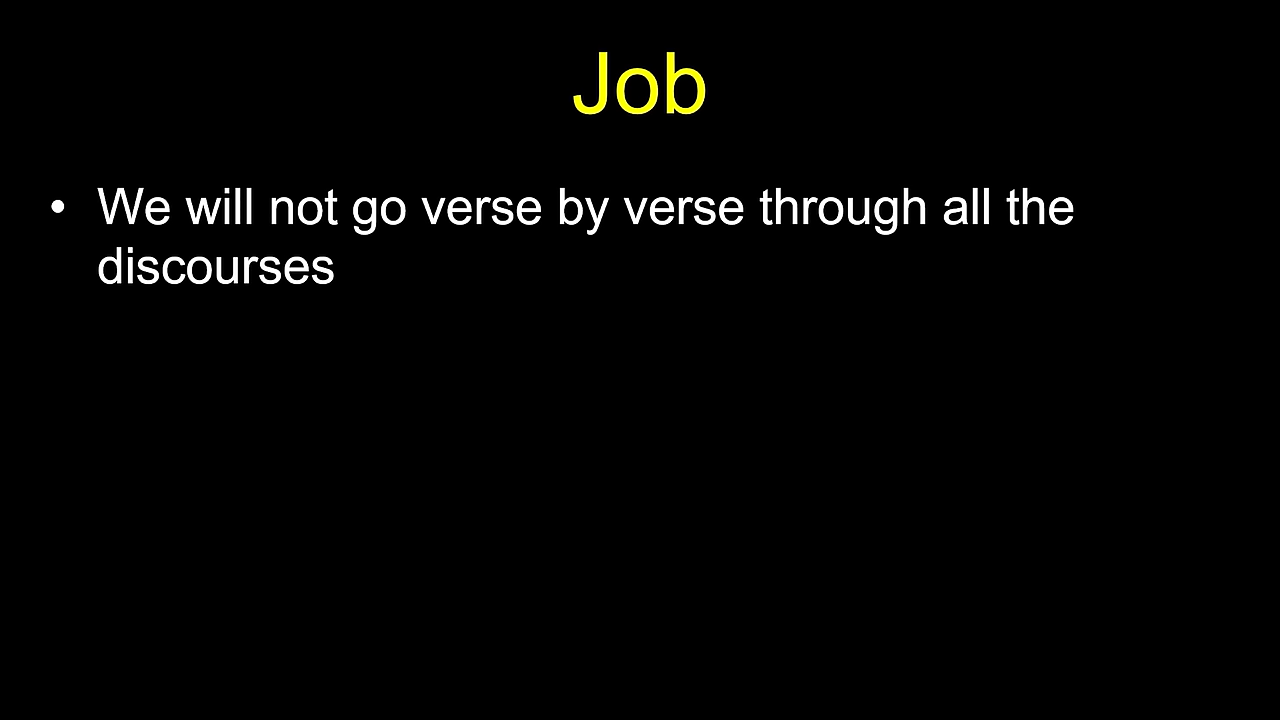 Job
• We will not go verse by verse through all the
discourses